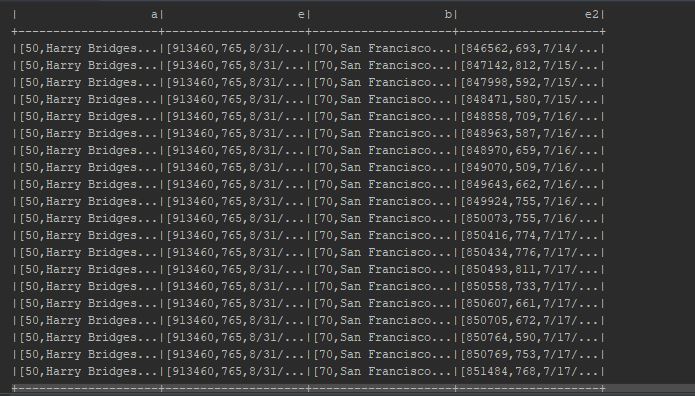 |                   a|                   e|                   b|                  e2|
+--------------------+--------------------+--------------------+--------------------+
|[50,Harry Bridges...|[913460,765,8/31/...|[70,San Francisco...|[846562,693,7/14/...|
|[50,Harry Bridges...|[913460,765,8/31/...|[70,San Francisco...|[847142,812,7/15/...|
|[50,Harry Bridges...|[913460,765,8/31/...|[70,San Francisco...|[847998,592,7/15/...|
|[50,Harry Bridges...|[913460,765,8/31/...|[70,San Francisco...|[848471,580,7/15/...|
|[50,Harry Bridges...|[913460,765,8/31/...|[70,San Francisco...|[848858,709,7/16/...|
|[50,Harry Bridges...|[913460,765,8/31/...|[70,San Francisco...|[848963,587,7/16/...|
|[50,Harry Bridges...|[913460,765,8/31/...|[70,San Francisco...|[848970,659,7/16/...|
|[50,Harry Bridges...|[913460,765,8/31/...|[70,San Francisco...|[849070,509,7/16/...|
|[50,Harry Bridges...|[913460,765,8/31/...|[70,San Francisco...|[849643,662,7/16/...|
|[50,Harry Bridges...|[913460,765,8/31/...|[70,San Francisco...|[849924,755,7/16/...|
|[50,Harry Bridges...|[913460,765,8/31/...|[70,San Francisco...|[850073,755,7/16/...|
|[50,Harry Bridges...|[913460,765,8/31/...|[70,San Francisco...|[850416,774,7/17/...|
|[50,Harry Bridges...|[913460,765,8/31/...|[70,San Francisco...|[850434,776,7/17/...|
|[50,Harry Bridges...|[913460,765,8/31/...|[70,San Francisco...|[850493,811,7/17/...|
|[50,Harry Bridges...|[913460,765,8/31/...|[70,San Francisco...|[850558,733,7/17/...|
|[50,Harry Bridges...|[913460,765,8/31/...|[70,San Francisco...|[850607,661,7/17/...|
|[50,Harry Bridges...|[913460,765,8/31/...|[70,San Francisco...|[850705,672,7/17/...|
|[50,Harry Bridges...|[913460,765,8/31/...|[70,San Francisco...|[850764,590,7/17/...|
|[50,Harry Bridges...|[913460,765,8/31/...|[70,San Francisco...|[850769,753,7/17/...|
|[50,Harry Bridges...|[913460,765,8/31/...|[70,San Francisco...|[851484,768,7/17/...|
+--------------------+--------------------+--------------------+--------------------+